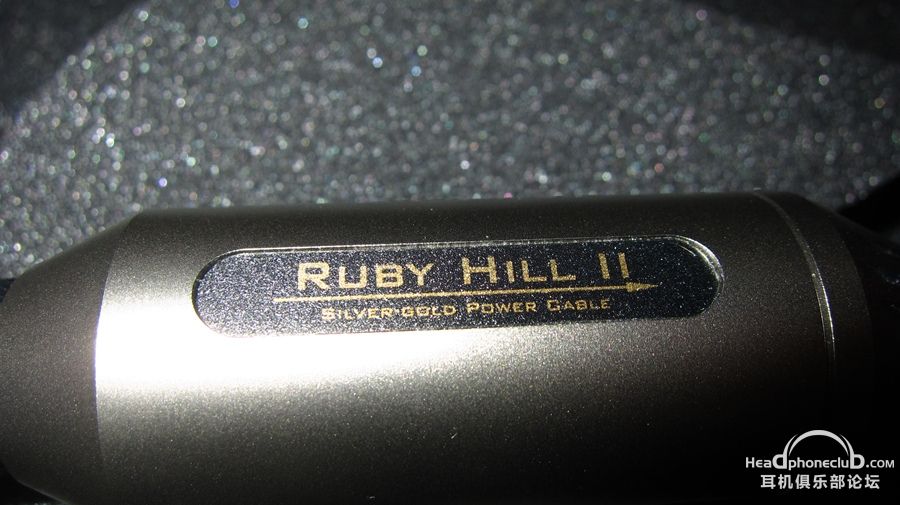 RUBY HILL II
SILVER-GOLD POWER CABLE
HeadphoneclUb.com
耳机俱乐部论坛